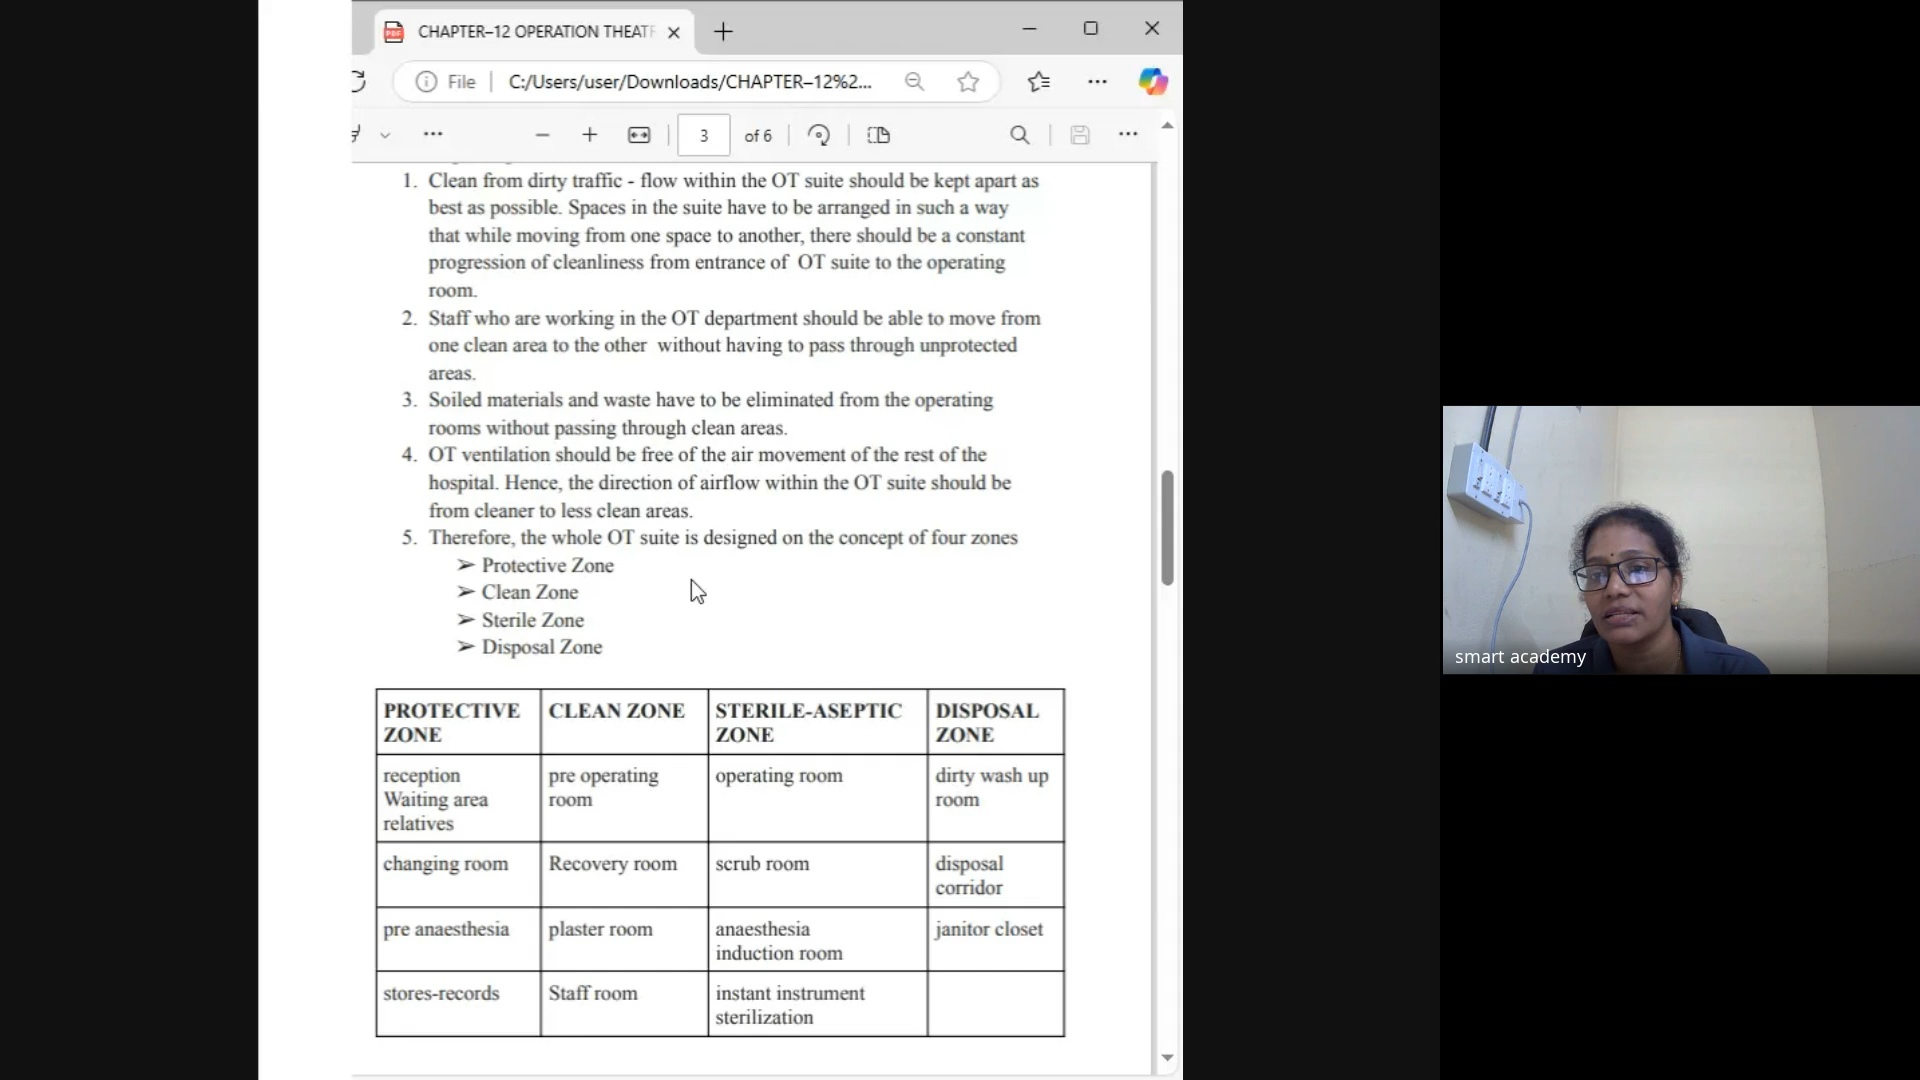 CHAPTER–12 OPERATION THEAT
File
C:/Users/user/Downloads/CHAPTER–12%2...
3 of 6
1. Clean from dirty traffic - flow within the OT suite should be kept apart as
best as possible. Spaces in the suite have to be arranged in such a way
that while moving from one space to another, there should be a constant
progression of cleanliness from entrance of OT suite to the operating
room.
2. Staff who are working in the OT department should be able to move from
one clean area to the other without having to pass through unprotected
areas.
3. Soiled materials and waste have to be eliminated from the operating
rooms without passing through clean areas.
4. OT ventilation should be free of the air movement of the rest of the
hospital. Hence, the direction of airflow within the OT suite should be
from cleaner to less clean areas.
5. Therefore, the whole OT suite is designed on the concept of four zones
➢ Protective Zone
➢ Clean Zone
➢ Sterile Zone
➢ Disposal Zone
PROTECTIVE ZONE CLEAN ZONE STERILE-ASEPTIC ZONE DISPOSAL ZONE
reception Waiting area relatives pre operating room operating room dirty wash up room
changing room Recovery room scrub room disposal corridor
pre anaesthesia plaster room anaesthesia induction room janitor closet
stores-records Staff room instant instrument sterilization
smart academy